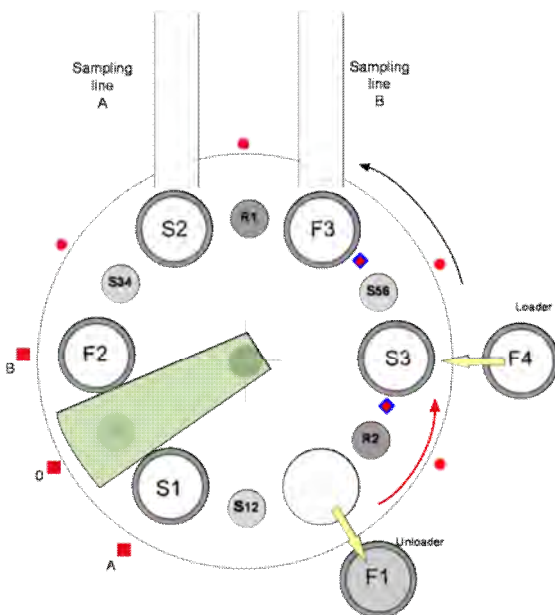 Sampling
line
A
Sampling
line
B
S2
R1
F3
S34
S56
Loader
B
F2
S3
F4
R2
0
S1
S12
A
Unloader
F1